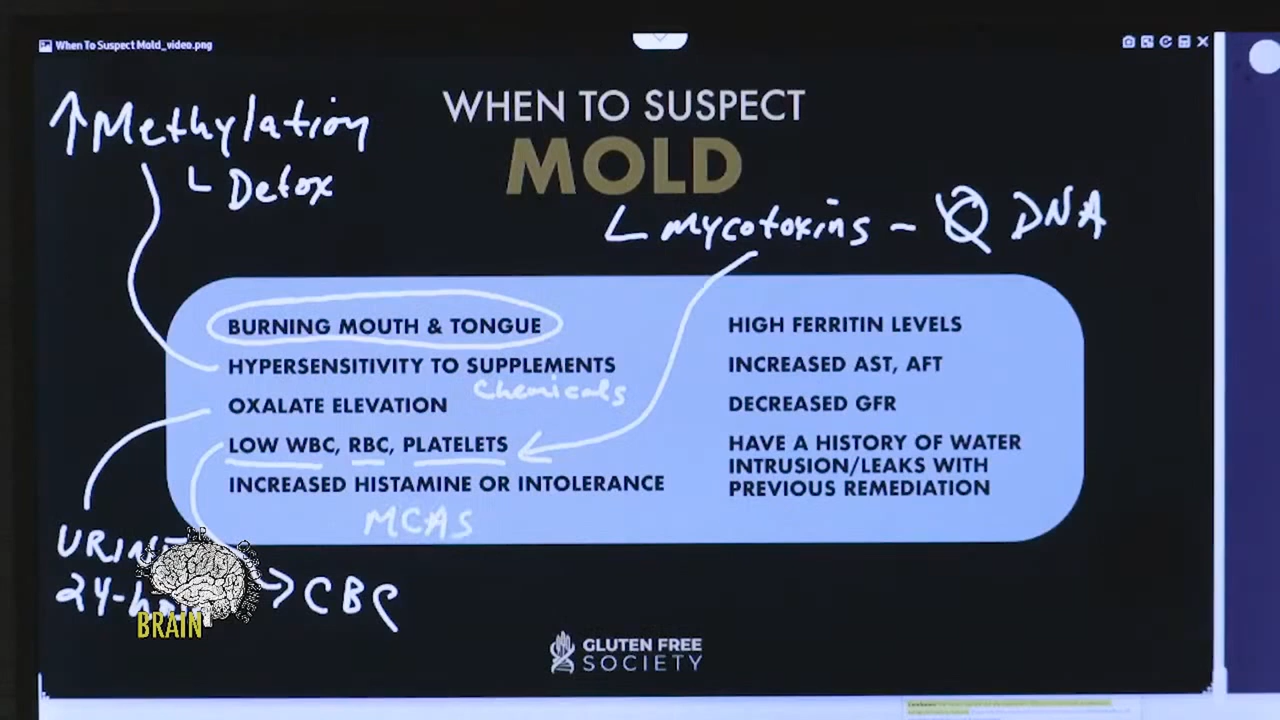 When To Suspect Mold_video.png
↑ Methylation
└ Detox
WHEN TO SUSPECT
MOLD
└ Mycotoxins - DNA
BURNING MOUTH & TONGUE
HYPERSENSITIVITY TO SUPPLEMENTS
Chemicals
OXALATE ELEVATION
LOW WBC, RBC, PLATELETS
INCREASED HISTAMINE OR INTOLERANCE
MCAS
HIGH FERRITIN LEVELS
INCREASED AST, AFT
DECREASED GFR
HAVE A HISTORY OF WATER
INTRUSION/LEAKS WITH
PREVIOUS REMEDIATION
24-
→ CBC
BRAIN
GLUTEN FREE
SOCIETY